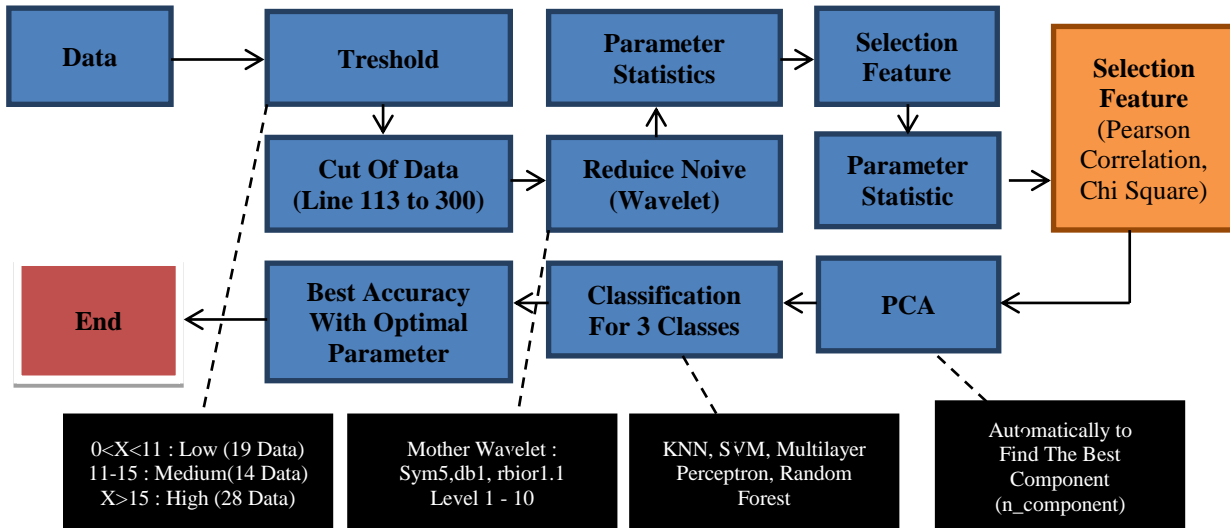 Data
Treshold
Cut Of Data
(Line 113 to 300)
Reduice Noive
(Wavelet)
Parameter
Statistics
Selection
Feature
Parameter
Statistic
Selection
Feature
(Pearson
Correlation,
Chi Square)
PCA
Classification
For 3 Classes
Best Accuracy
With Optimal
Parameter
End
0<X<11 : Low (19 Data)
11-15 : Medium(14 Data)
X>15 : High (28 Data)
Mother Wavelet :
Sym5,db1, rbior1.1
Level 1 - 10
KNN, SVM, Multilayer
Perceptron, Random
Forest
Automatically to
Find The Best
Component
(n_component)